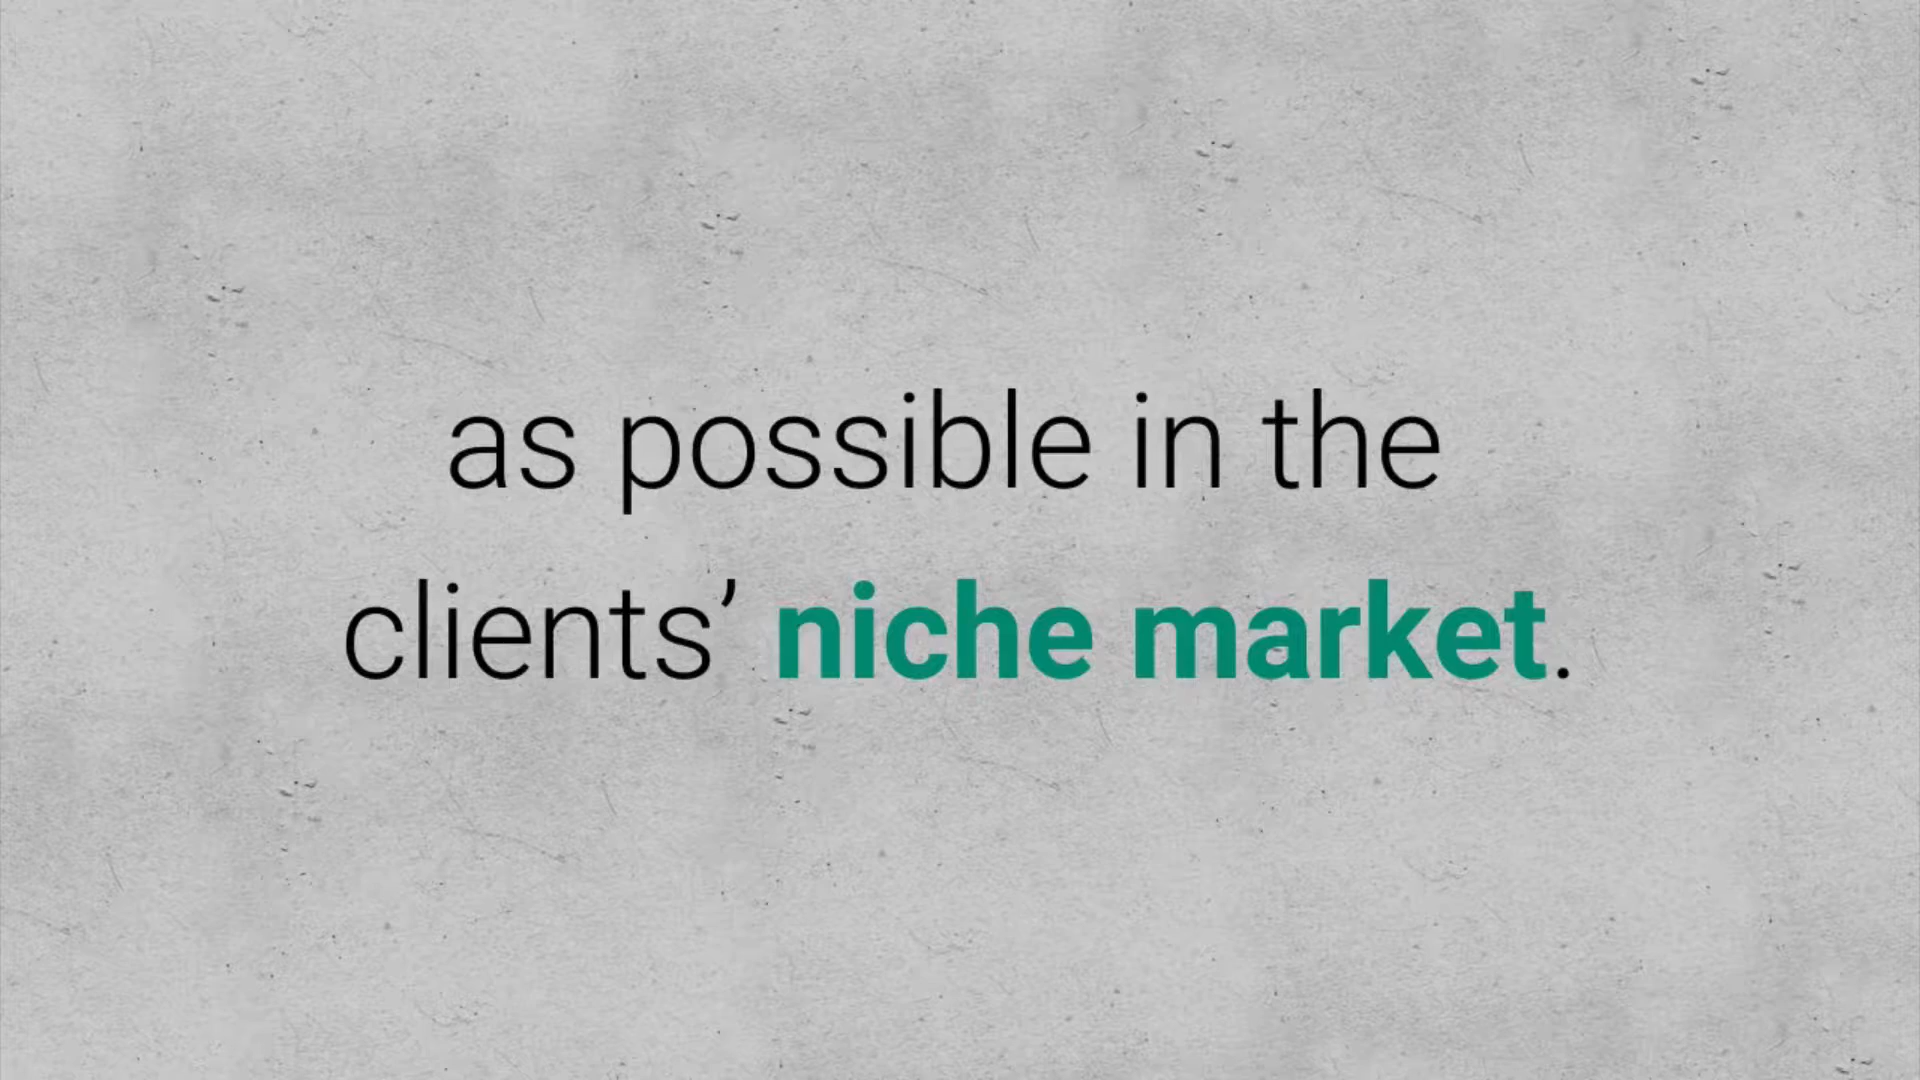 as possible in the
clients’ niche market.